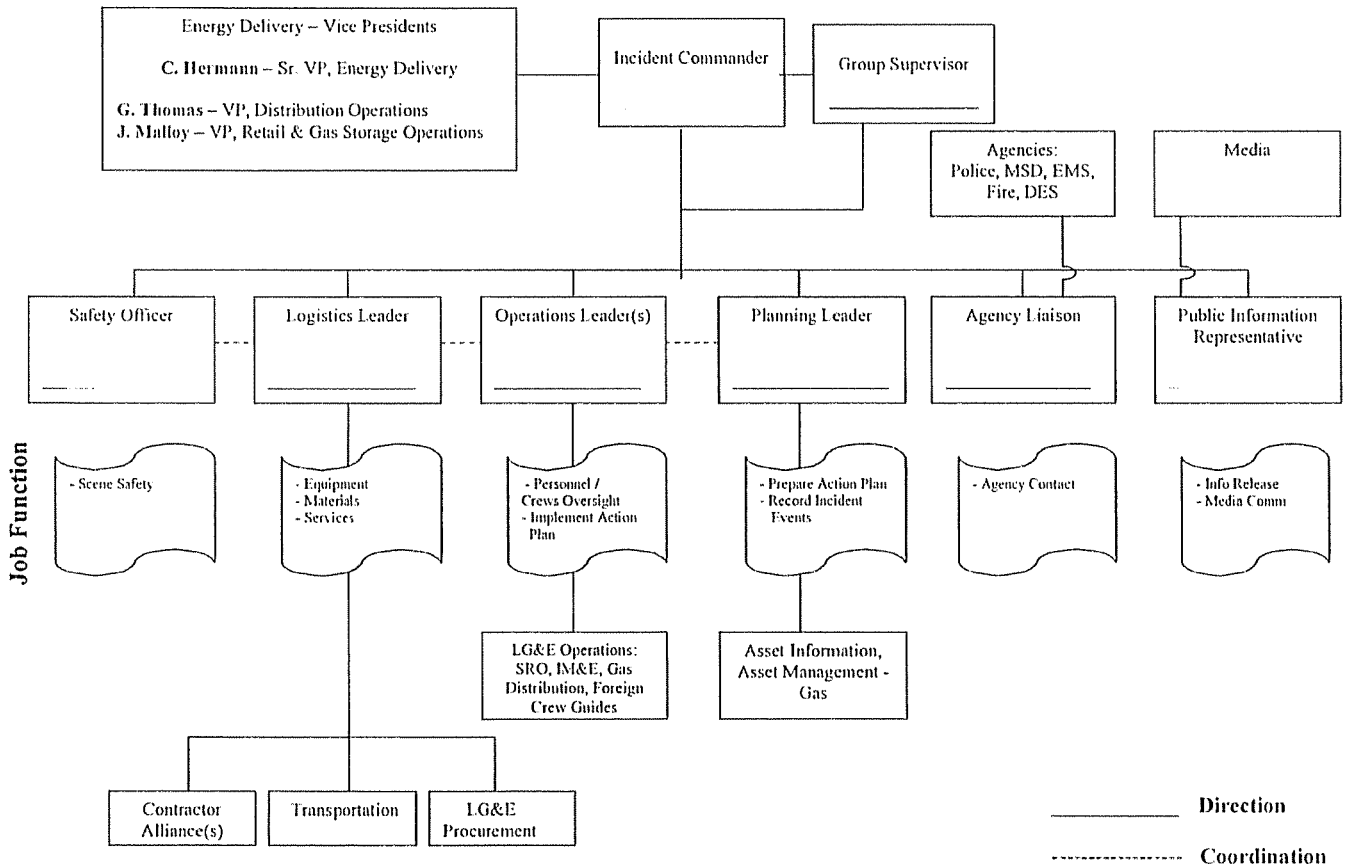 Energy Delivery – Vice Presidents
C. Hermann – Sr. VP, Energy Delivery
G. Thomas – VP, Distribution Operations
J. Malloy – VP, Retail & Gas Storage Operations
Incident Commander
Group Supervisor
Agencies:
Police, MSD, EMS,
Fire, DES
Media
Safety Officer
Logistics Leader
Operations Leader(s)
Planning Leader
Agency Liaison
Public Information
Representative
Job Function
- Scene Safety
- Equipment
- Materials
- Services
- Personnel /
Crews Oversight
- Implement Action
Plan
- Prepare Action Plan
- Record Incident
Events
- Agency Contact
- Info Release
- Media Comm
LG&E Operations:
SRO, IM&E, Gas
Distribution, Foreign
Crew Guides
Asset Information,
Asset Management -
Gas
Contractor
Alliance(s)
Transportation
LG&E
Procurement
Direction
Coordination